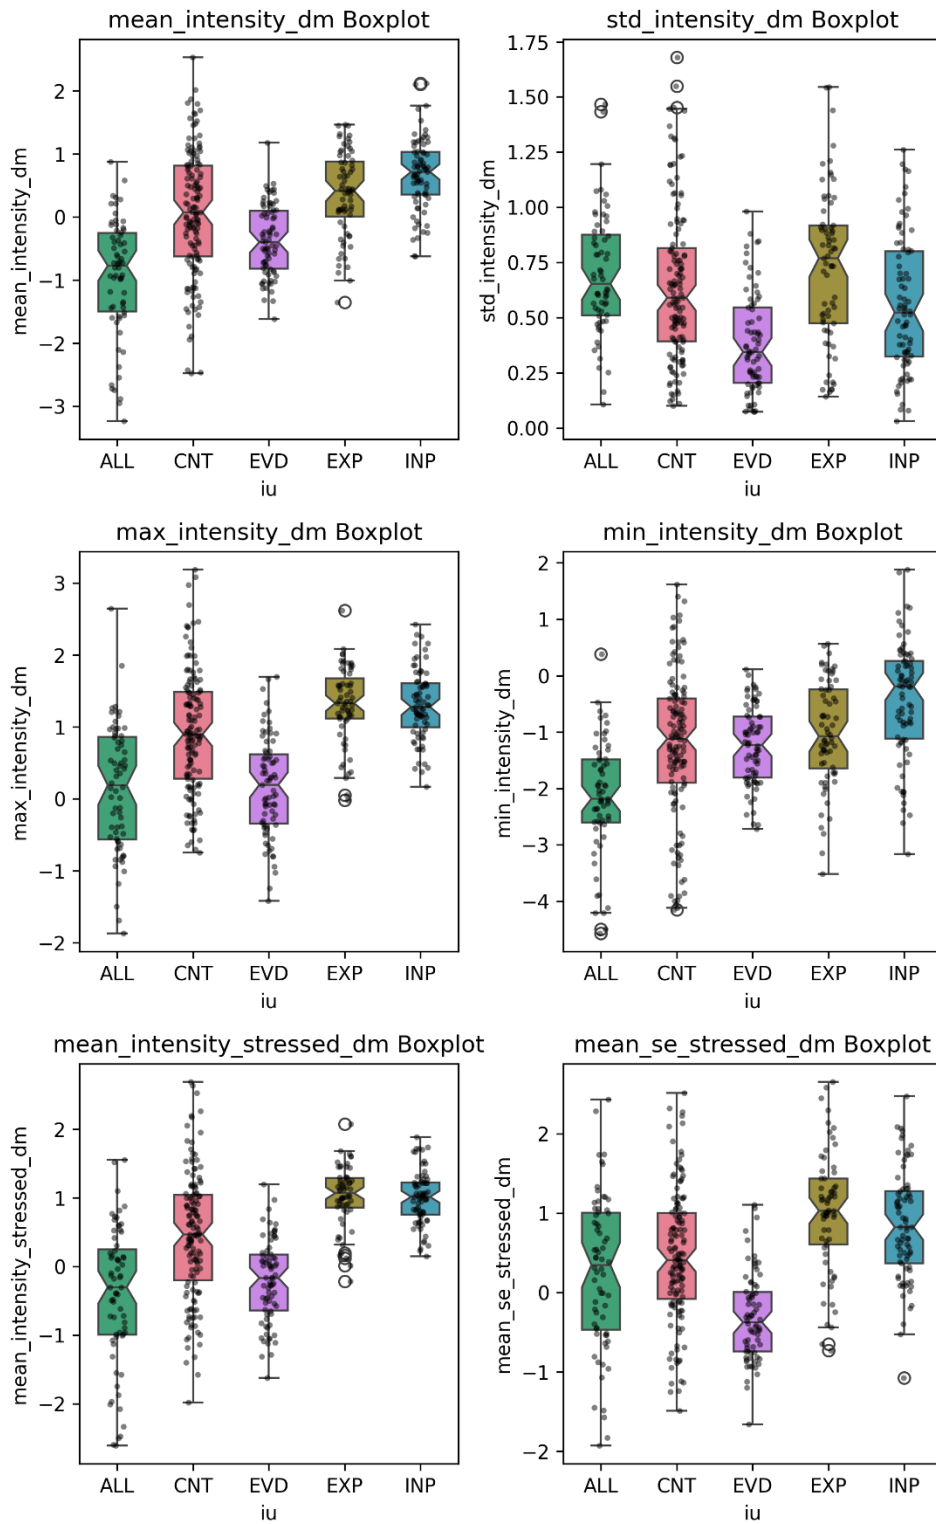 mean_intensity_dm Boxplot
mean_intensity_dm
2
1
0
−1
−2
−3
ALL CNT EVD EXP INP
iu
std_intensity_dm Boxplot
std_intensity_dm
1.75
1.50
1.25
1.00
0.75
0.50
0.25
0.00
ALL CNT EVD EXP INP
iu
max_intensity_dm Boxplot
max_intensity_dm
3
2
1
0
−1
−2
ALL CNT EVD EXP INP
iu
min_intensity_dm Boxplot
min_intensity_dm
2
1
0
−1
−2
−3
−4
ALL CNT EVD EXP INP
iu
mean_intensity_stressed_dm Boxplot
mean_intensity_stressed_dm
2
1
0
−1
−2
ALL CNT EVD EXP INP
iu
mean_se_stressed_dm Boxplot
mean_se_stressed_dm
2
1
0
−1
−2
ALL CNT EVD EXP INP
iu